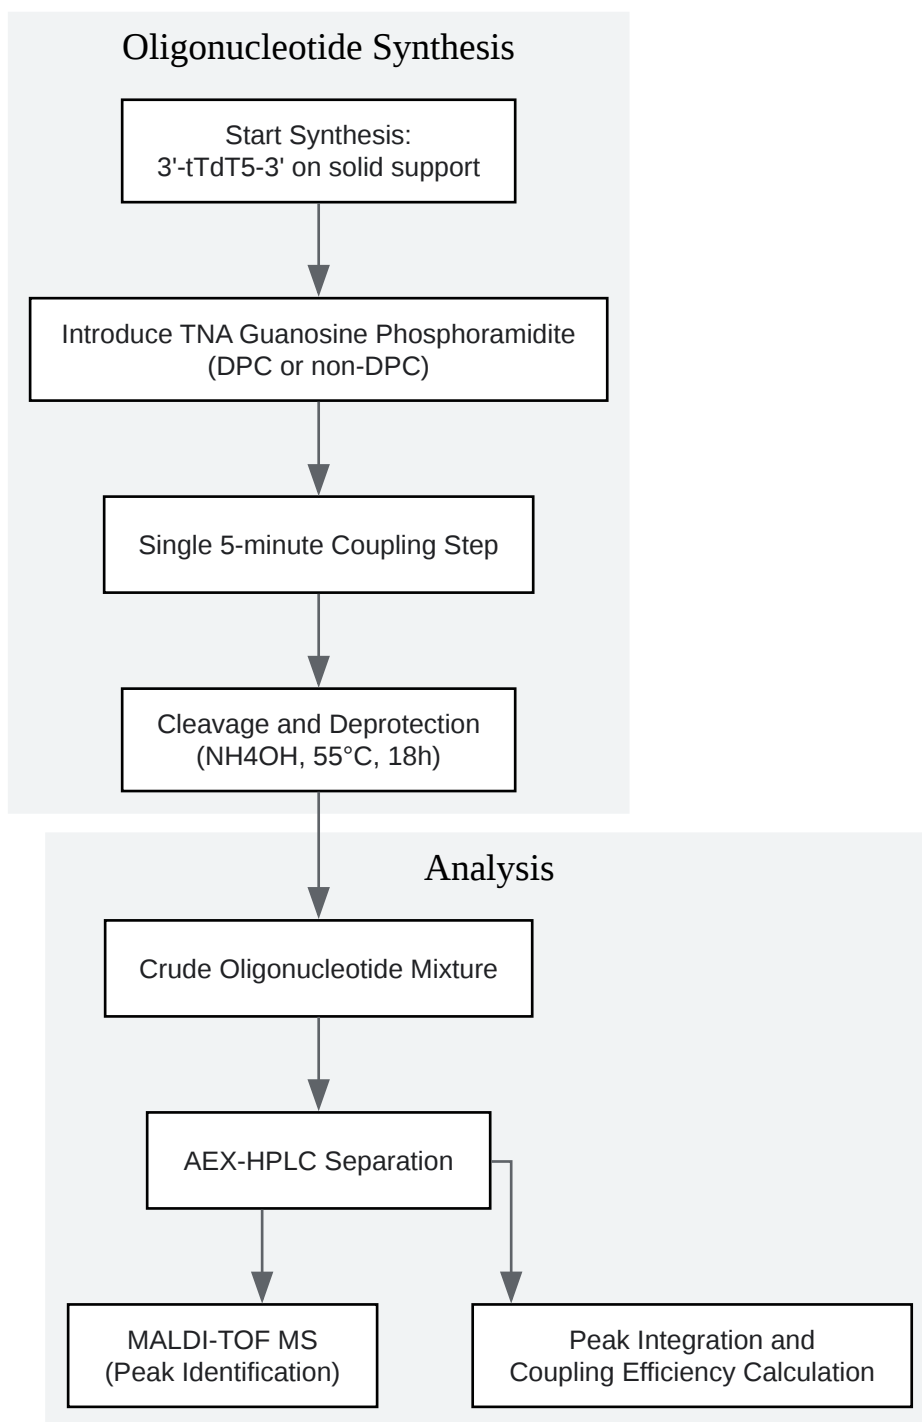 Oligonucleotide Synthesis
Start Synthesis:
3'-tTdT5-3' on solid support
Introduce TNA Guanosine Phosphoramidite
(DPC or non-DPC)
Single 5-minute Coupling Step
Cleavage and Deprotection
(NH4OH, 55°C, 18h)
Analysis
Crude Oligonucleotide Mixture
AEX-HPLC Separation
MALDI-TOF MS
(Peak Identification)
Peak Integration and
Coupling Efficiency Calculation